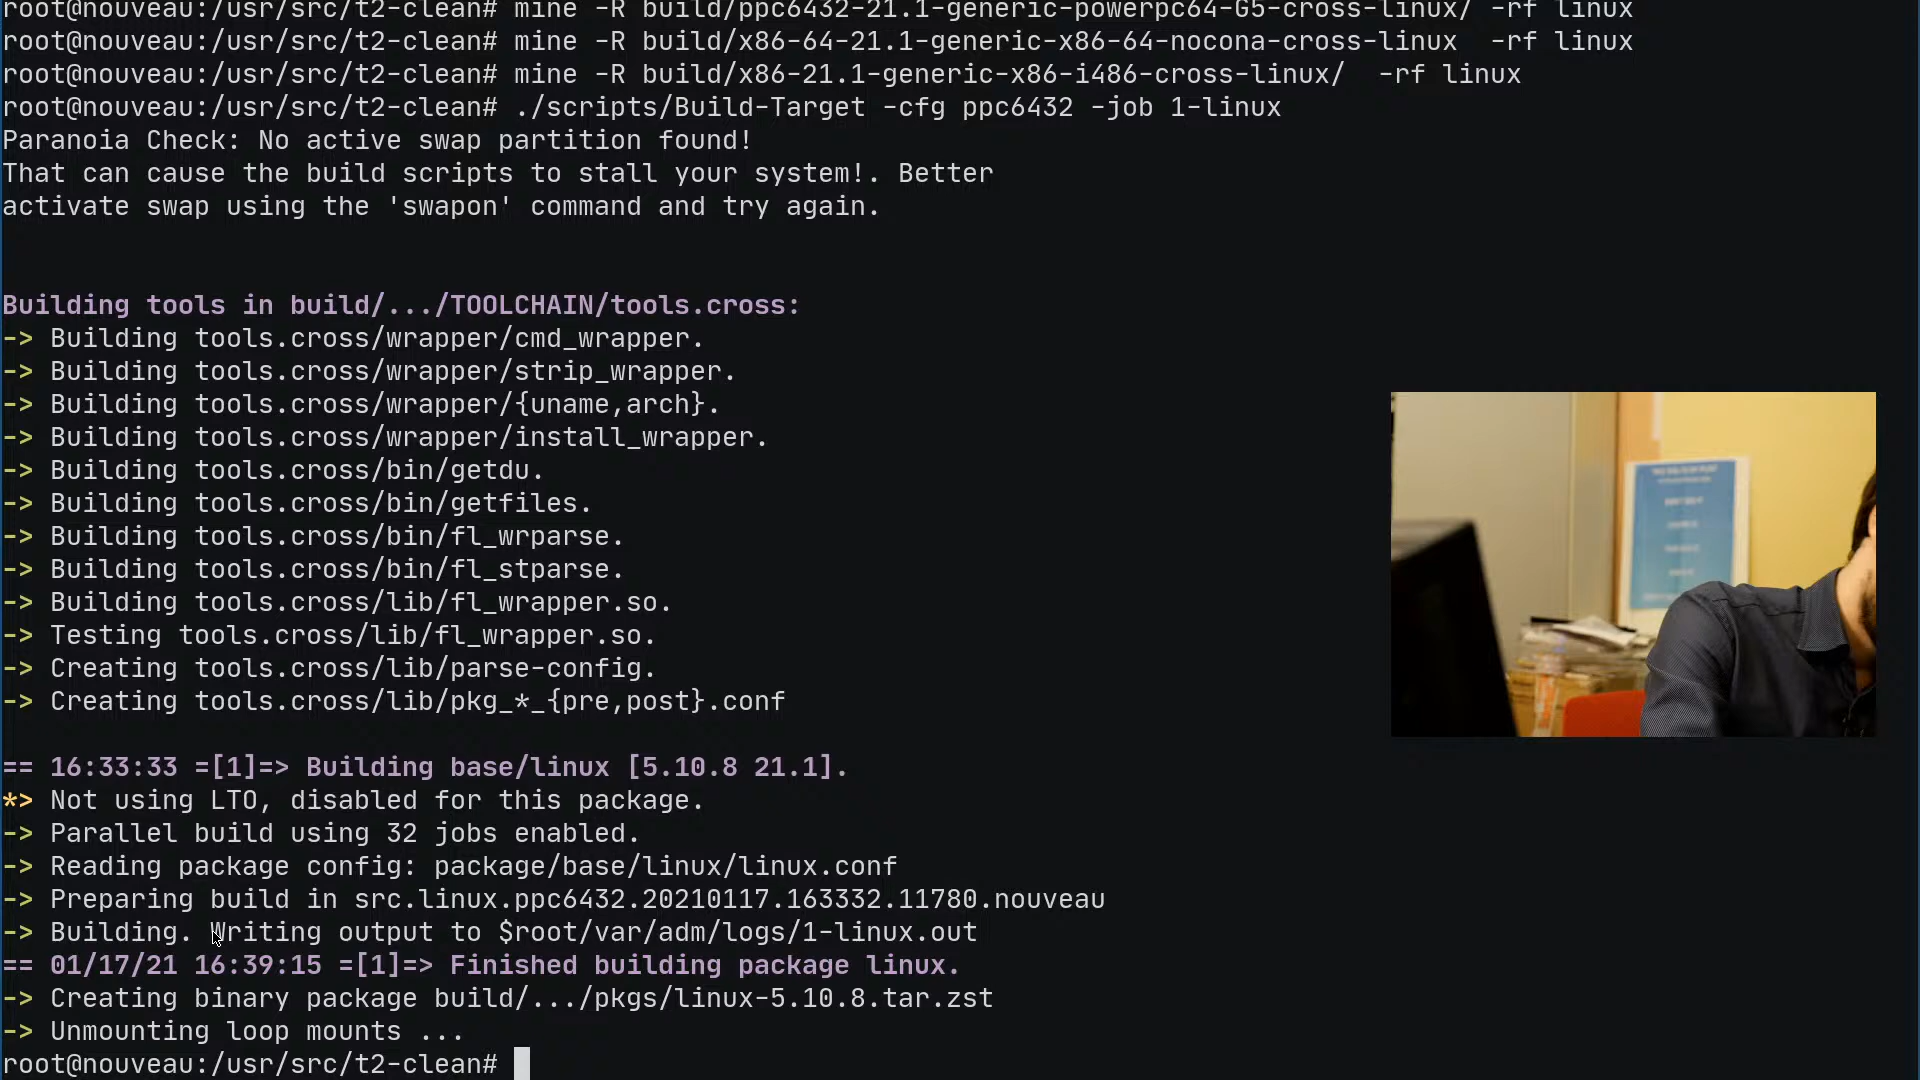 root@nouveau:/usr/src/t2-clean# mine -R build/ppc6432-21.1-generic-powerpc64-G5-cross-linux/ -rf linux
root@nouveau:/usr/src/t2-clean# mine -R build/x86-64-21.1-generic-x86-64-nocona-cross-linux  -rf linux
root@nouveau:/usr/src/t2-clean# mine -R build/x86-21.1-generic-x86-i486-cross-linux/  -rf linux
root@nouveau:/usr/src/t2-clean# ./scripts/Build-Target -cfg ppc6432 -job 1-linux
Paranoia Check: No active swap partition found!
That can cause the build scripts to stall your system!. Better
activate swap using the 'swapon' command and try again.
Building tools in build/.../TOOLCHAIN/tools.cross:
-> Building tools.cross/wrapper/cmd_wrapper.
-> Building tools.cross/wrapper/strip_wrapper.
-> Building tools.cross/wrapper/{uname,arch}.
-> Building tools.cross/wrapper/install_wrapper.
-> Building tools.cross/bin/getdu.
-> Building tools.cross/bin/getfiles.
-> Building tools.cross/bin/fl_wrparse.
-> Building tools.cross/bin/fl_stparse.
-> Building tools.cross/lib/fl_wrapper.so.
-> Testing tools.cross/lib/fl_wrapper.so.
-> Creating tools.cross/lib/parse-config.
-> Creating tools.cross/lib/pkg_*_{pre,post}.conf
== 16:33:33 =[1]=> Building base/linux [5.10.8 21.1].
*> Not using LTO, disabled for this package.
-> Parallel build using 32 jobs enabled.
-> Reading package config: package/base/linux/linux.conf
-> Preparing build in src.linux.ppc6432.20210117.163332.11780.nouveau
-> Building. Writing output to $root/var/adm/logs/1-linux.out
== 01/17/21 16:39:15 =[1]=> Finished building package linux.
-> Creating binary package build/.../pkgs/linux-5.10.8.tar.zst
-> Unmounting loop mounts ...
root@nouveau:/usr/src/t2-clean#